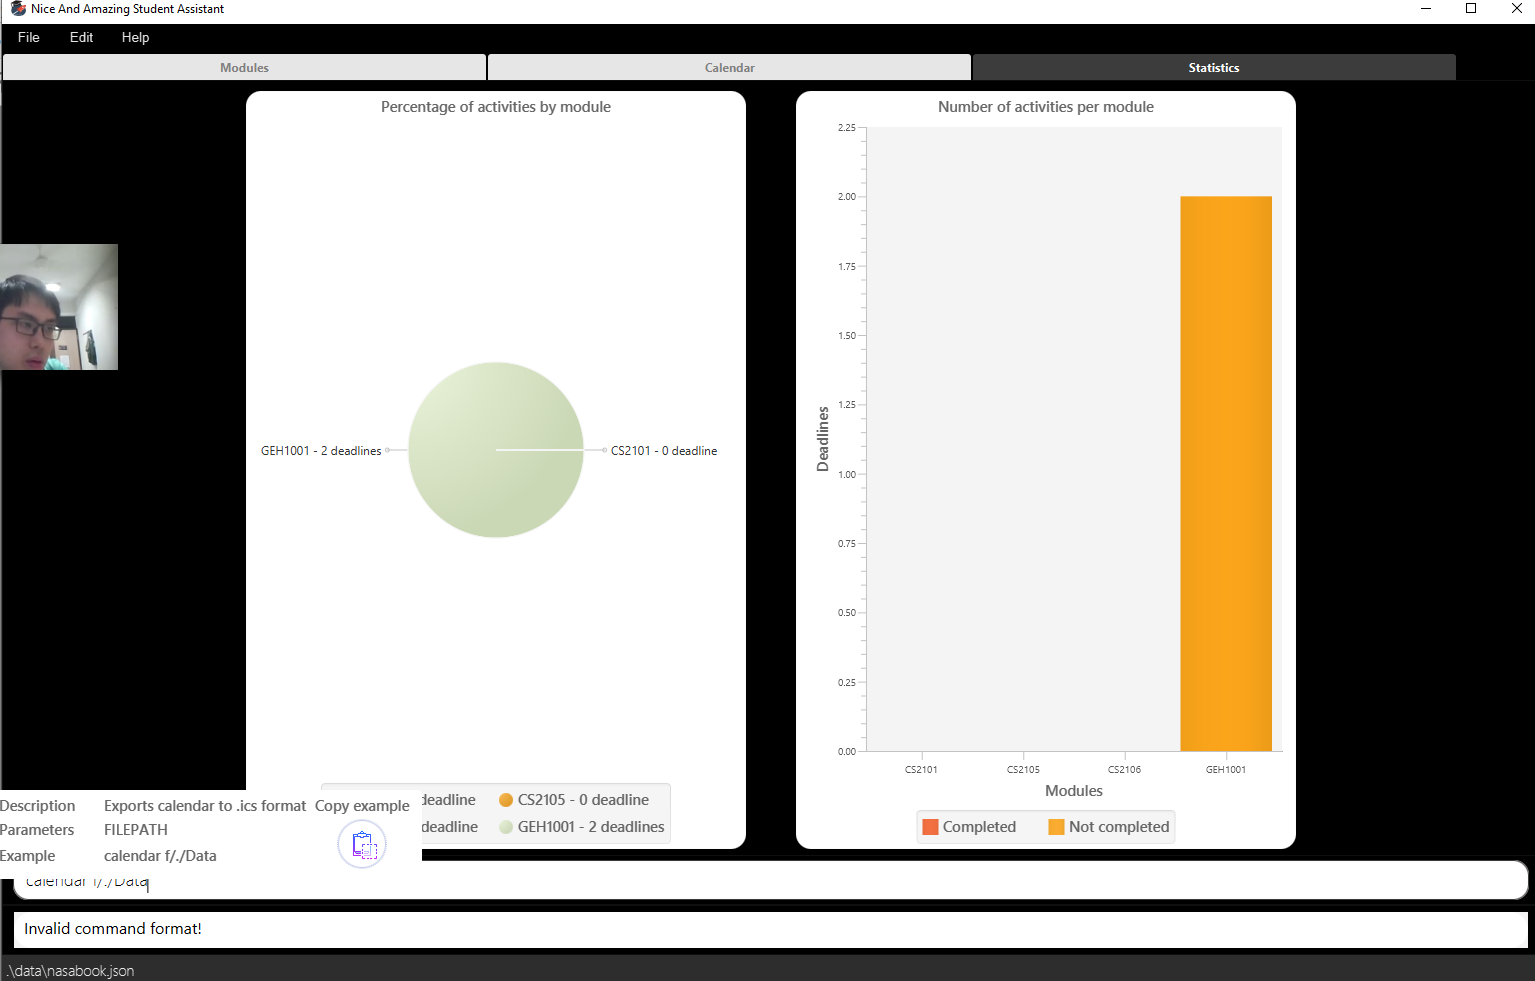 Nice And Amazing Student Assistant
File Edit Help
Modules Calendar Statistics
Percentage of activities by module
GEH1001 - 2 deadlines
CS2101 - 0 deadline
deadline CS2105 - 0 deadline
deadline GEH1001 - 2 deadlines
Number of activities per module
2.25
2.00
1.75
1.50
1.25
1.00
0.75
0.50
0.25
0.00
Deadlines
CS2101 CS2105 CS2106 GEH1001
Modules
Completed Not completed
Description Exports calendar to .ics format Copy example
Parameters FILEPATH
Example calendar f/./Data
calendar f/./Data
Invalid command format!
.\data\nasabook.json